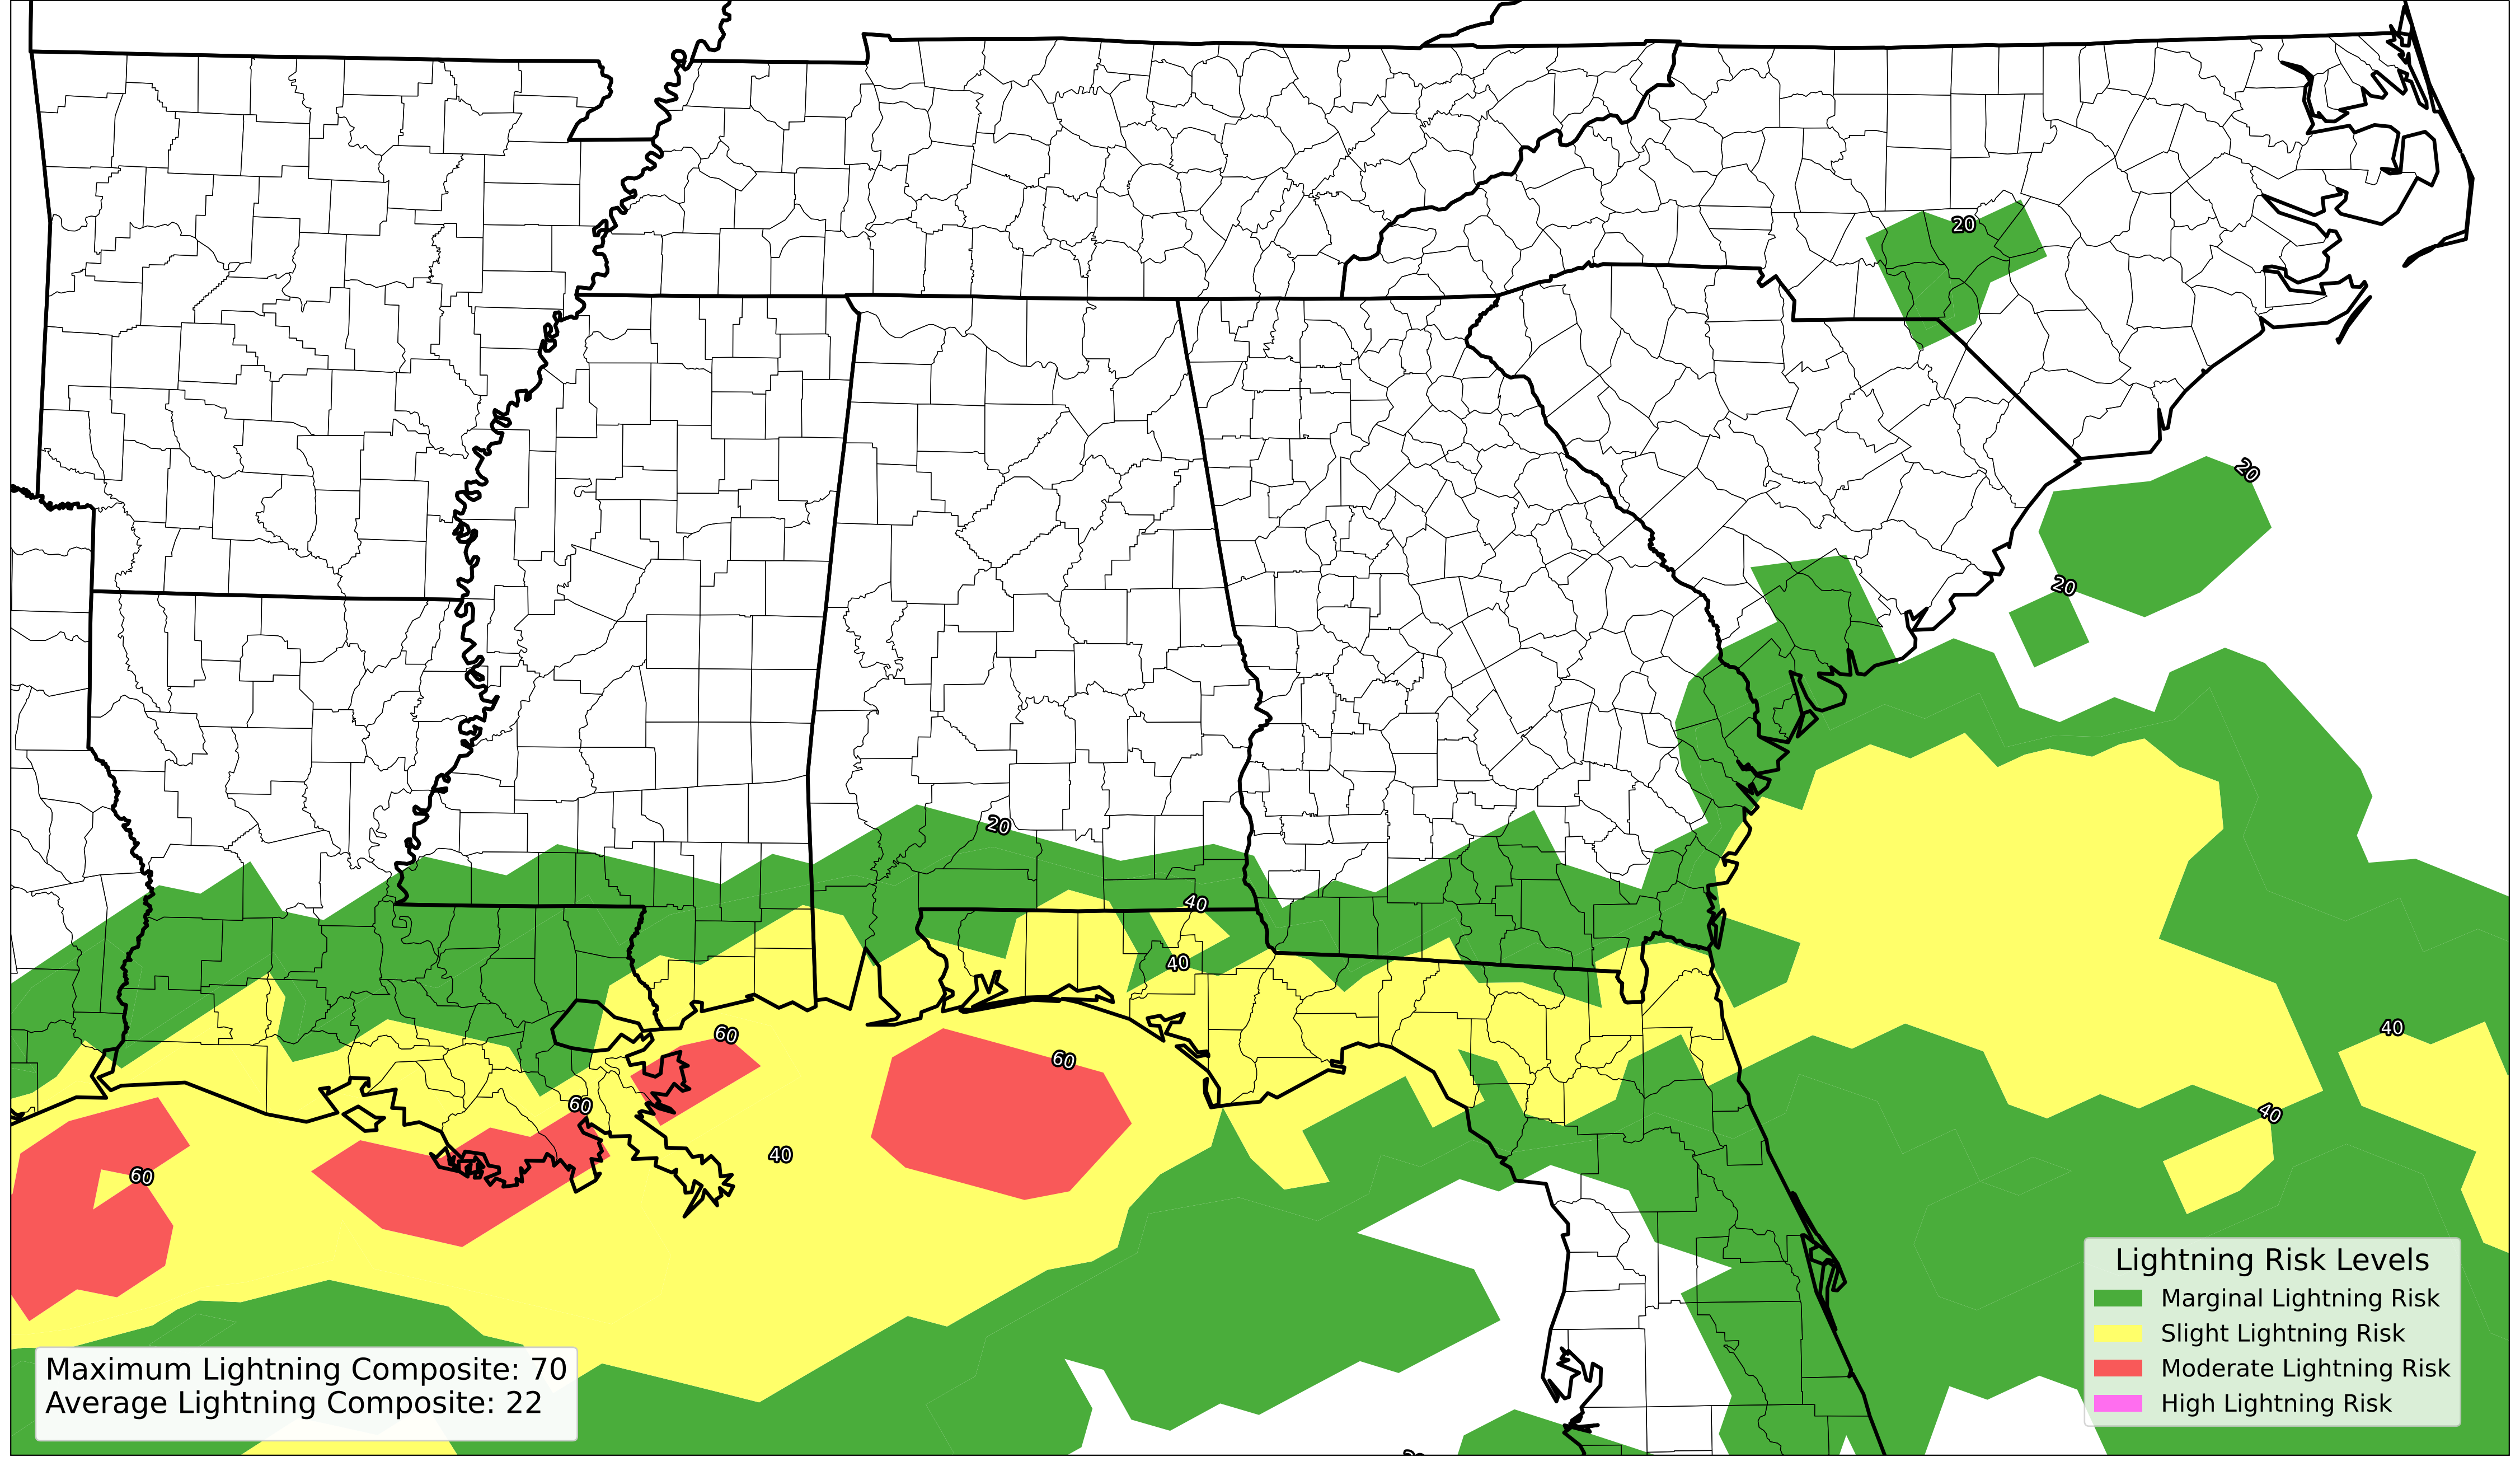 20
20
20
20
40
40
60
60
40
60
40
40
60
Lightning Risk Levels
Marginal Lightning Risk
Slight Lightning Risk
Moderate Lightning Risk
High Lightning Risk
Maximum Lightning Composite: 70
Average Lightning Composite: 22